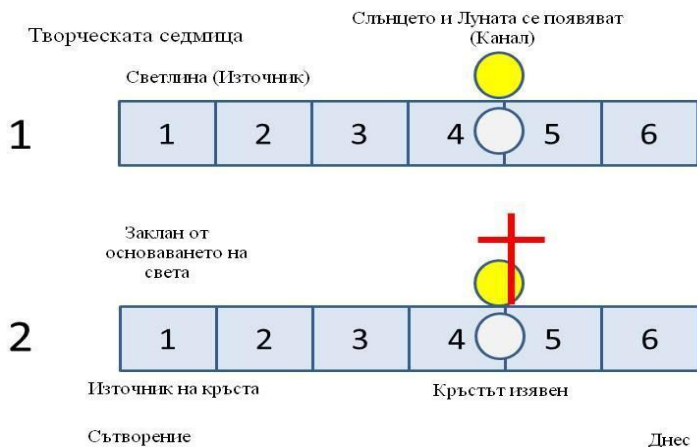 Творческата седмица
Слънцето и Луната се появяват
(Канал)
Светлина (Източник)
1
1 2 3 4 5 6
Заклан от
основаването на
света
2
1 2 3 4 5 6
Източник на кръста
Кръстът изявен
Сътворение
Днес